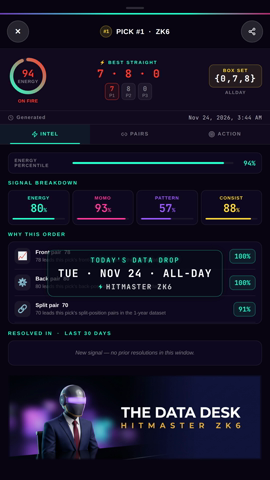 #1 PICK #1 · ZK6
94
ENERGY
ON FIRE
⚡ BEST STRAIGHT
7 · 8 · 0
7 8 0
P1 P2 P3
BOX SET
{0,7,8}
ALLDAY
Generated
Nov 24, 2026, 3:44 AM
INTEL
PAIRS
ACTION
ENERGY PERCENTILE
94%
SIGNAL BREAKDOWN
ENERGY
80%
MOMO
93%
PATTERN
57%
CONSIST
88%
WHY THIS ORDER
Front pair
78
100%
TODAY'S DATA DROP
TUE · NOV 24 · ALL-DAY
HITMASTER ZK6
Back
80
100%
Split pair 70
70 leads this pick's split-position pairs in the 1-year dataset
91%
RESOLVED IN · LAST 30 DAYS
New signal — no prior resolutions in this window.
THE DATA DESK
HITMASTER ZK6